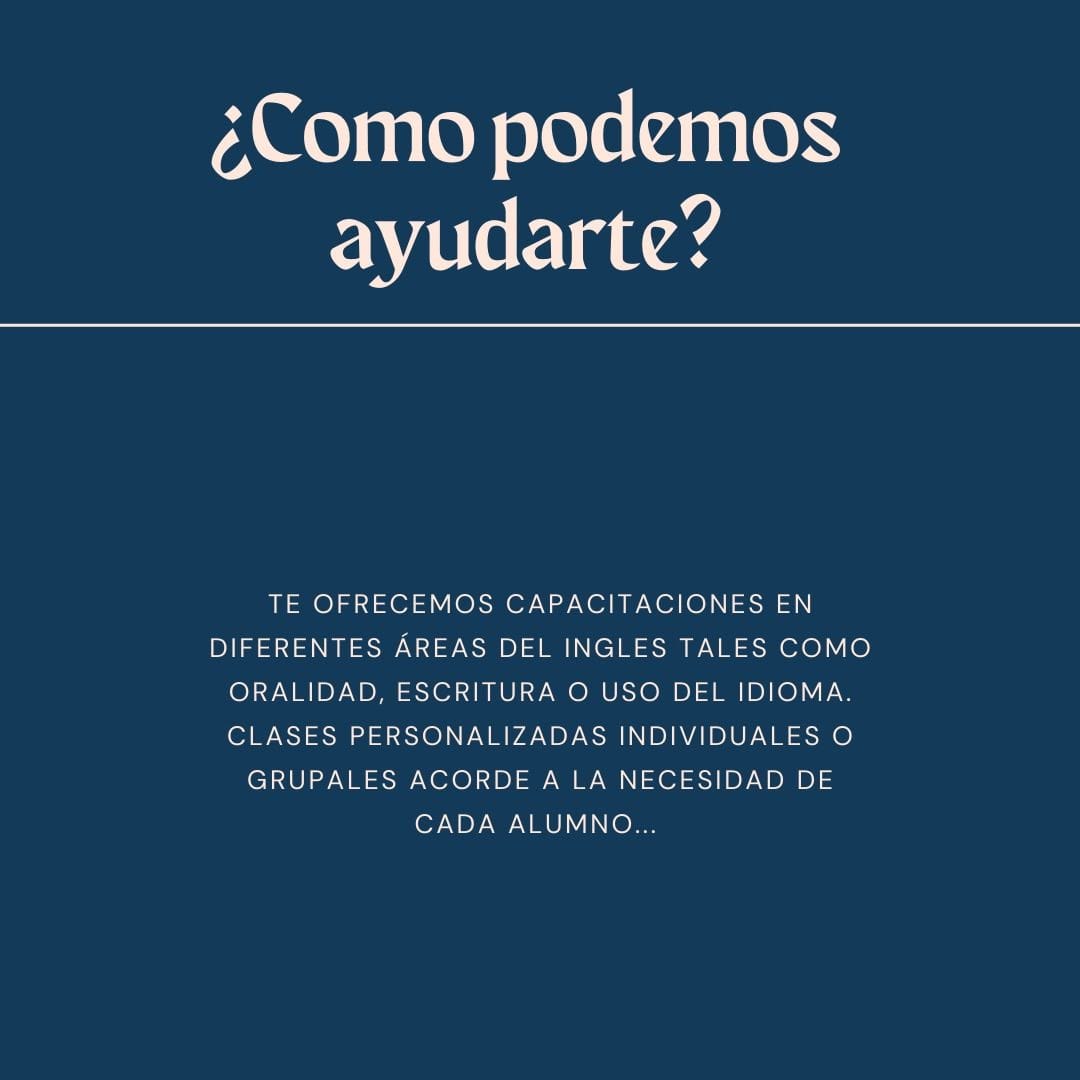 ¿Como podemos
ayudarte?
TE OFRECEMOS CAPACITACIONES EN
DIFERENTES ÁREAS DEL INGLES TALES COMO
ORALIDAD, ESCRITURA O USO DEL IDIOMA.
CLASES PERSONALIZADAS INDIVIDUALES O
GRUPALES ACORDE A LA NECESIDAD DE
CADA ALUMNO...